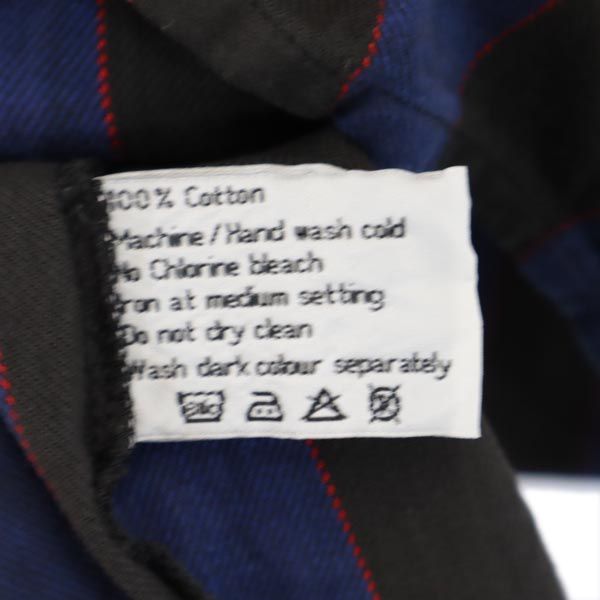 100% Cotton
Machine/Hand wash cold
No Chlorine bleach
Iron at medium setting
Do not dry clean
Wash dark colour separately